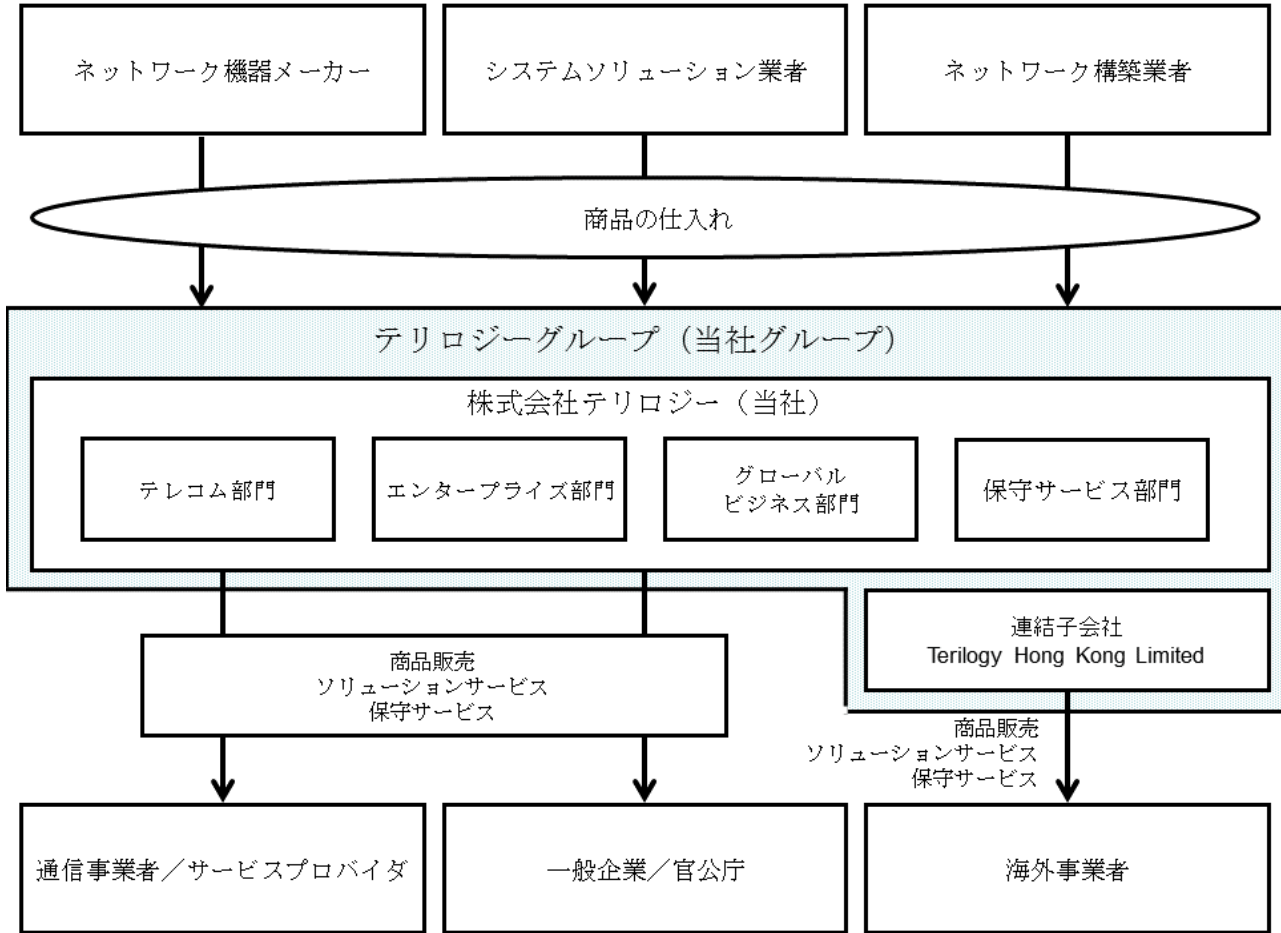 ネットワーク機器メーカー
システムソリューション業者
ネットワーク構築業者
商品の仕入れ
テリロジーグループ（当社グループ）
株式会社テリロジー（当社）
テレコム部門
エンタープライズ部門
グローバル
ビジネス部門
保守サービス部門
連結子会社
Terilogy Hong Kong Limited
商品販売
ソリューションサービス
保守サービス
商品販売
ソリューションサービス
保守サービス
通信事業者／サービスプロバイダ
一般企業／官公庁
海外事業者